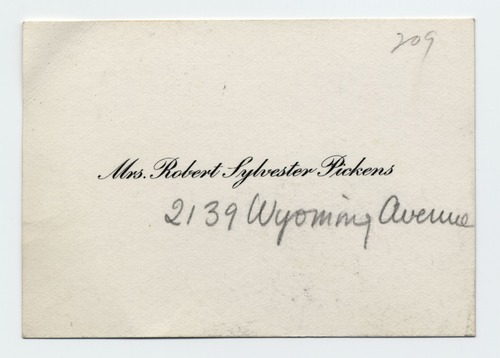 209
Mrs. Robert Sylvester Pickens
2139 Wyoming Avenue